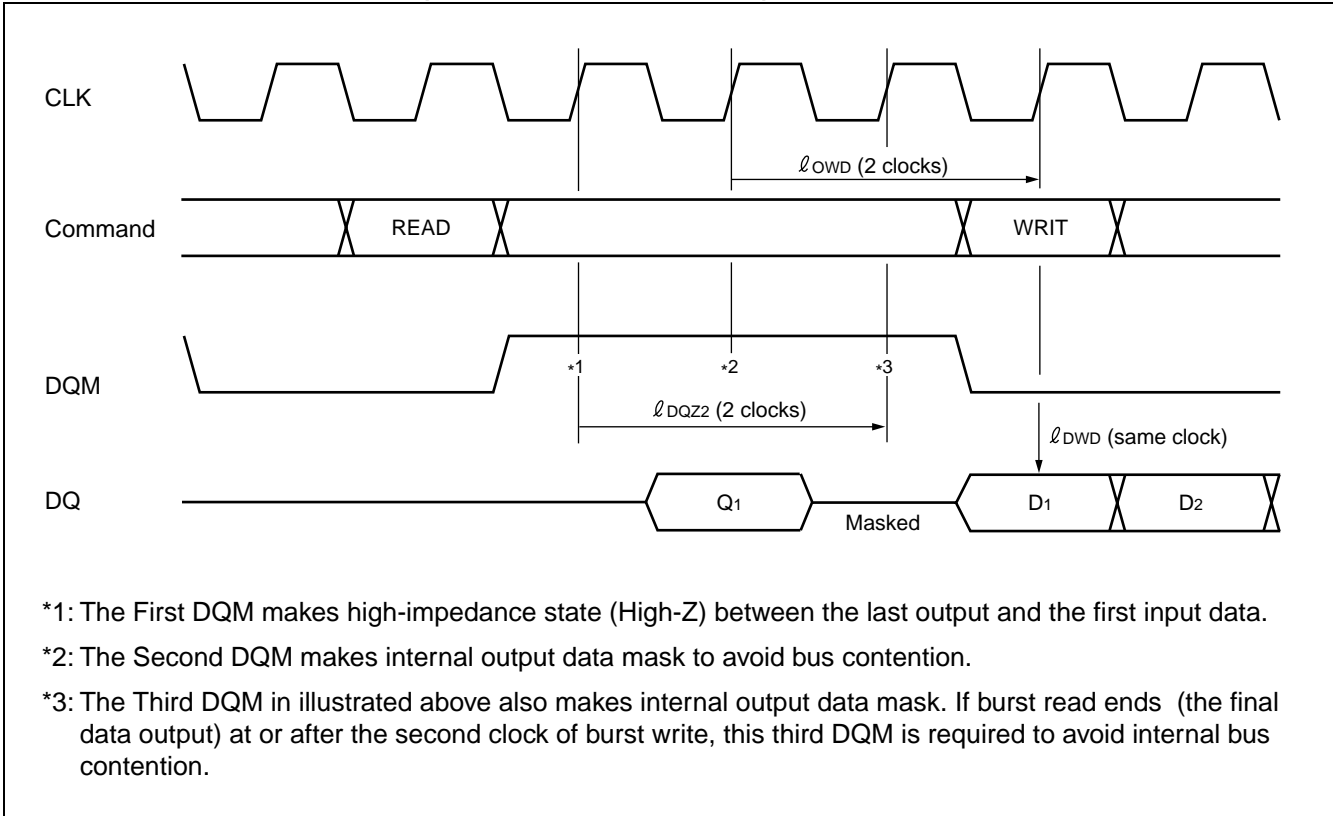 CLK
ℓOWD (2 clocks)
Command
READ
WRIT
*1
*2
*3
DQM
ℓDQZ2 (2 clocks)
ℓDWD (same clock)
DQ
Q1
Masked
D1
D2
*1: The First DQM makes high-impedance state (High-Z) between the last output and the first input data.
*2: The Second DQM makes internal output data mask to avoid bus contention.
*3: The Third DQM in illustrated above also makes internal output data mask. If burst read ends (the final
data output) at or after the second clock of burst write, this third DQM is required to avoid internal bus
contention.